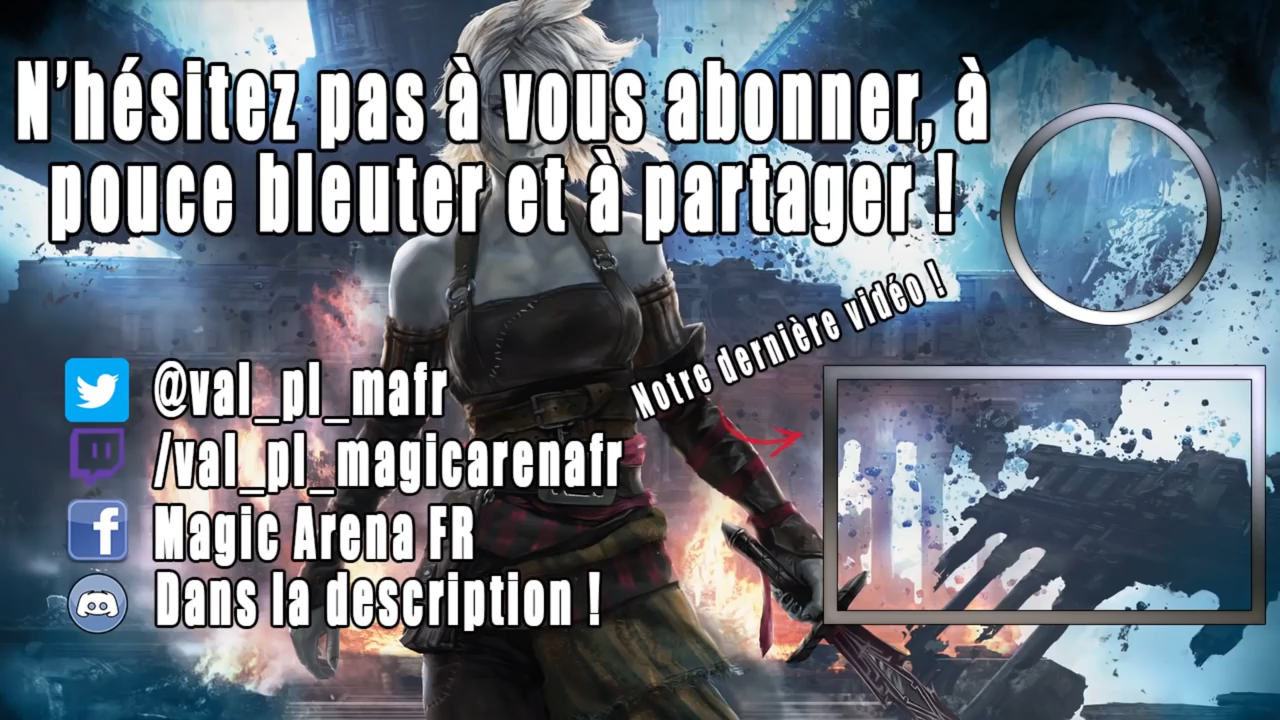 N'hésitez pas à vous abonner, à
pouce bleuter et à partager !
Notre dernière vidéo !
@val_pl_mafr
/val_pl_magicarenafr
Magic Arena FR
Dans la description !